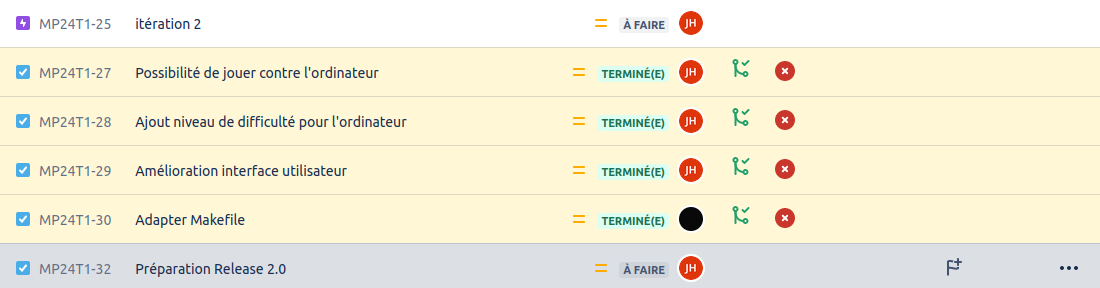 MP24T1-25 itération 2 À FAIRE JH
MP24T1-27 Possibilité de jouer contre l'ordinateur TERMINÉ(E) JH
MP24T1-28 Ajout niveau de difficulté pour l'ordinateur TERMINÉ(E) JH
MP24T1-29 Amélioration interface utilisateur TERMINÉ(E) JH
MP24T1-30 Adapter Makefile TERMINÉ(E)
MP24T1-32 Préparation Release 2.0 À FAIRE JH